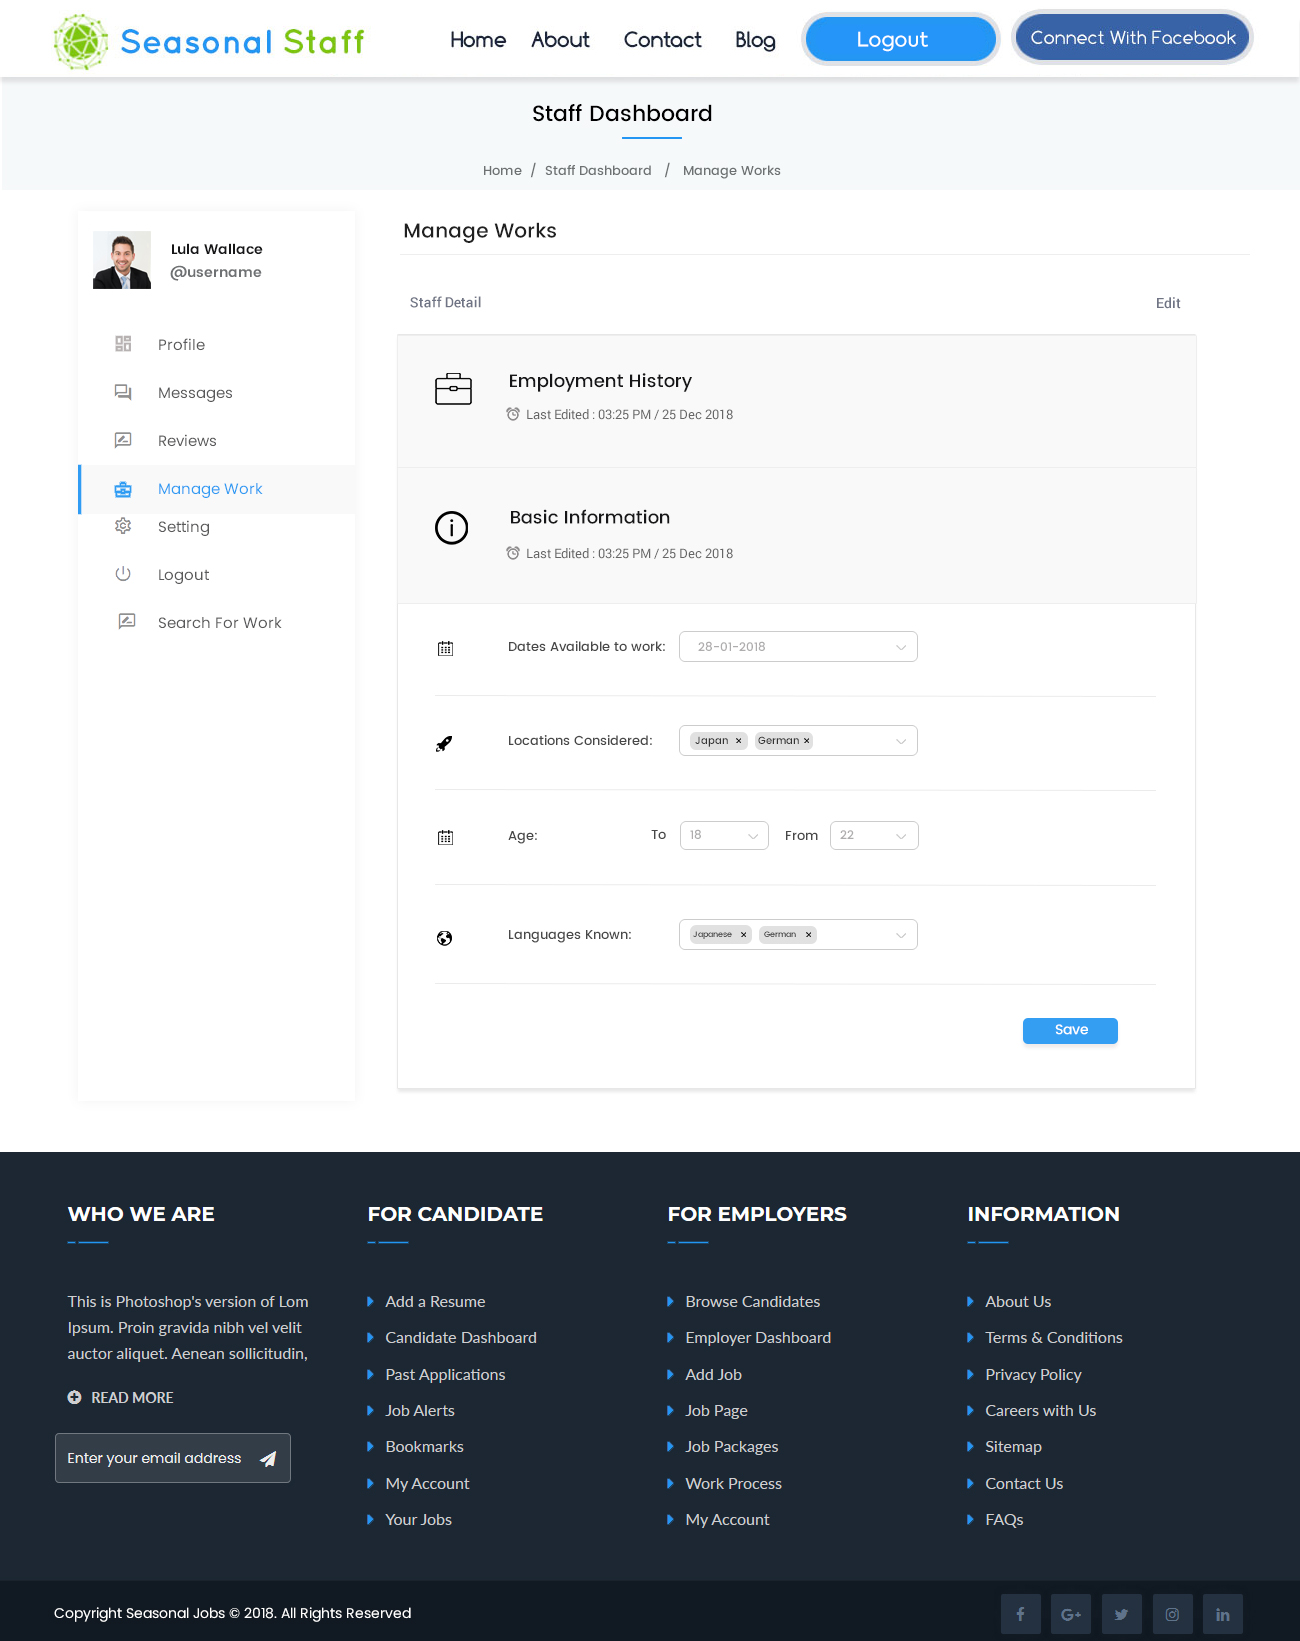 Seasonal Staff
Home About Contact Blog Logout Connect With Facebook
Staff Dashboard
Home / Staff Dashboard / Manage Works
Lula Wallace
@username
Profile
Messages
Reviews
Manage Work
Setting
Logout
Search For Work
Manage Works
Staff Detail Edit
Employment History
Last Edited : 03:25 PM / 25 Dec 2018
Basic Information
Last Edited : 03:25 PM / 25 Dec 2018
Dates Available to work: 28-01-2018
Locations Considered: Japan × German ×
Age: To 18 From 22
Languages Known: Japanese × German ×
Save
WHO WE ARE
This is Photoshop's version of Lom
Ipsum. Proin gravida nibh vel velit
auctor aliquet. Aenean sollicitudin,
READ MORE
Enter your email address
FOR CANDIDATE
Add a Resume
Candidate Dashboard
Past Applications
Job Alerts
Bookmarks
My Account
Your Jobs
FOR EMPLOYERS
Browse Candidates
Employer Dashboard
Add Job
Job Page
Job Packages
Work Process
My Account
INFORMATION
About Us
Terms & Conditions
Privacy Policy
Careers with Us
Sitemap
Contact Us
FAQs
Copyright Seasonal Jobs © 2018. All Rights Reserved